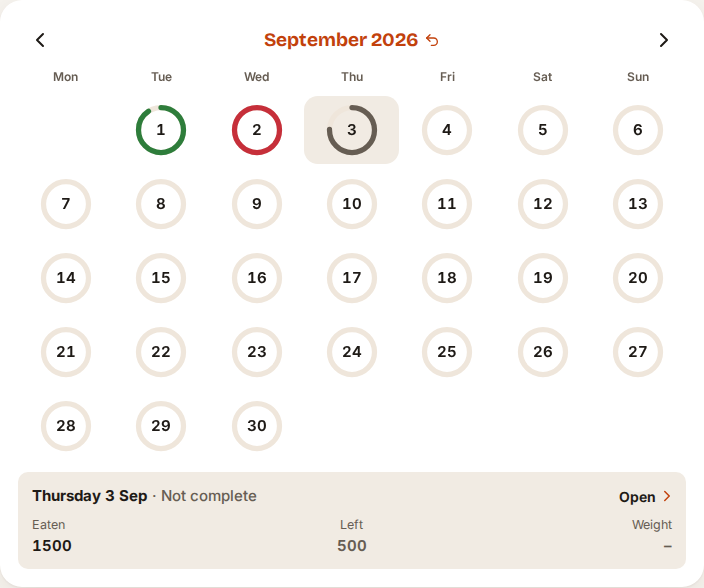 September 2026
Mon Tue Wed Thu Fri Sat Sun
1 2 3 4 5 6
7 8 9 10 11 12 13
14 15 16 17 18 19 20
21 22 23 24 25 26 27
28 29 30
Thursday 3 Sep · Not complete Open
Eaten Left Weight
1500 500 –